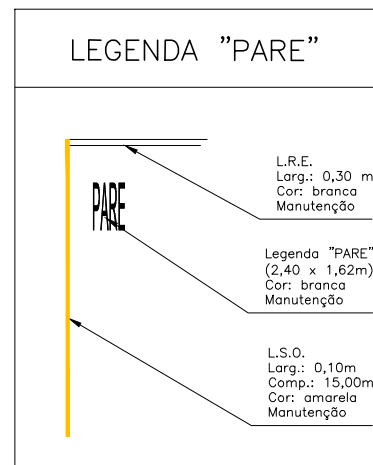 LEGENDA "PARE"
L.R.E.
Larg.: 0,30 m
Cor: branca
Manutenção
PARE
Legenda "PARE"
(2,40 x 1,62m)
Cor: branca
Manutenção
L.S.O.
Larg.: 0,10m
Comp.: 15,00m
Cor: amarela
Manutenção